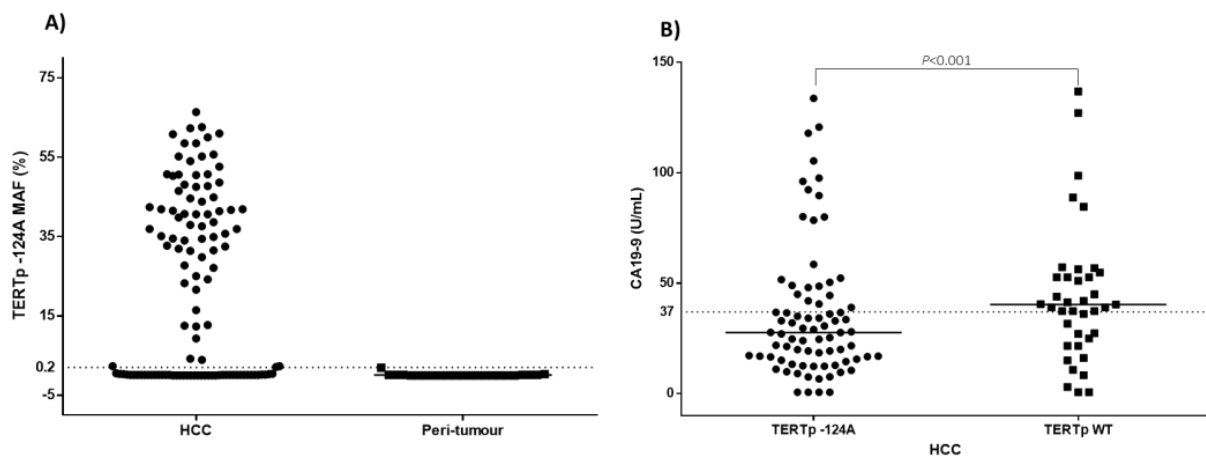 A)
TERTp -124A MAF (%)
75
55
35
15
0.2
-5
HCC
Peri-tumour
B)
P<0.001
CA19-9 (U/mL)
150
100
50
37
0
TERTp -124A
TERTp WT
HCC